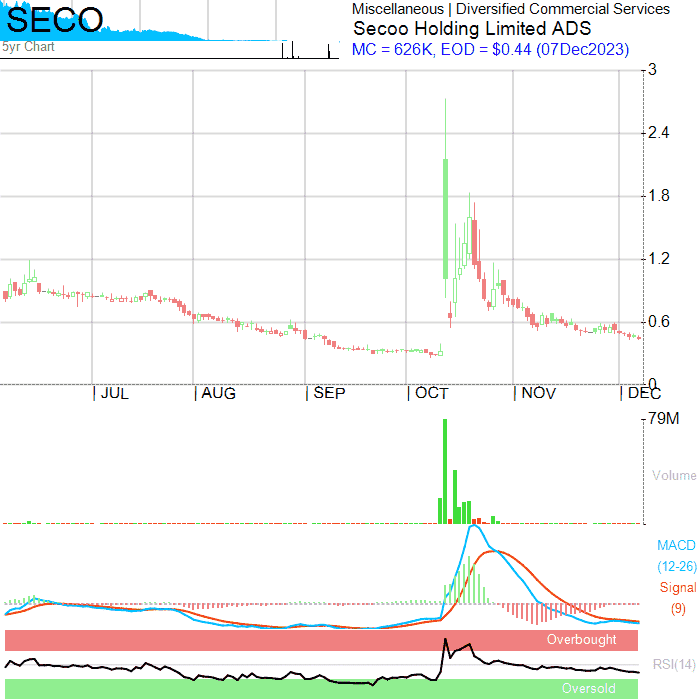 SECO
5yr Chart
Miscellaneous | Diversified Commercial Services
Secoo Holding Limited ADS
MC = 626K, EOD = $0.44 (07Dec2023)
3
2.4
1.8
1.2
0.6
0
JUL AUG SEP OCT NOV DEC
79M
Volume
MACD
(12-26)
Signal
(9)
Overbought
RSI(14)
Oversold